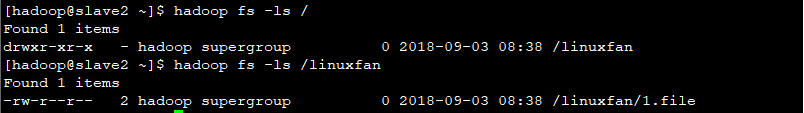 [hadoop@slave2 ~]$ hadoop fs -ls /
Found 1 items
drwxr-xr-x   - hadoop supergroup          0 2018-09-03 08:38 /linuxfan
[hadoop@slave2 ~]$ hadoop fs -ls /linuxfan
Found 1 items
-rw-r--r--   2 hadoop supergroup          0 2018-09-03 08:38 /linuxfan/1.file